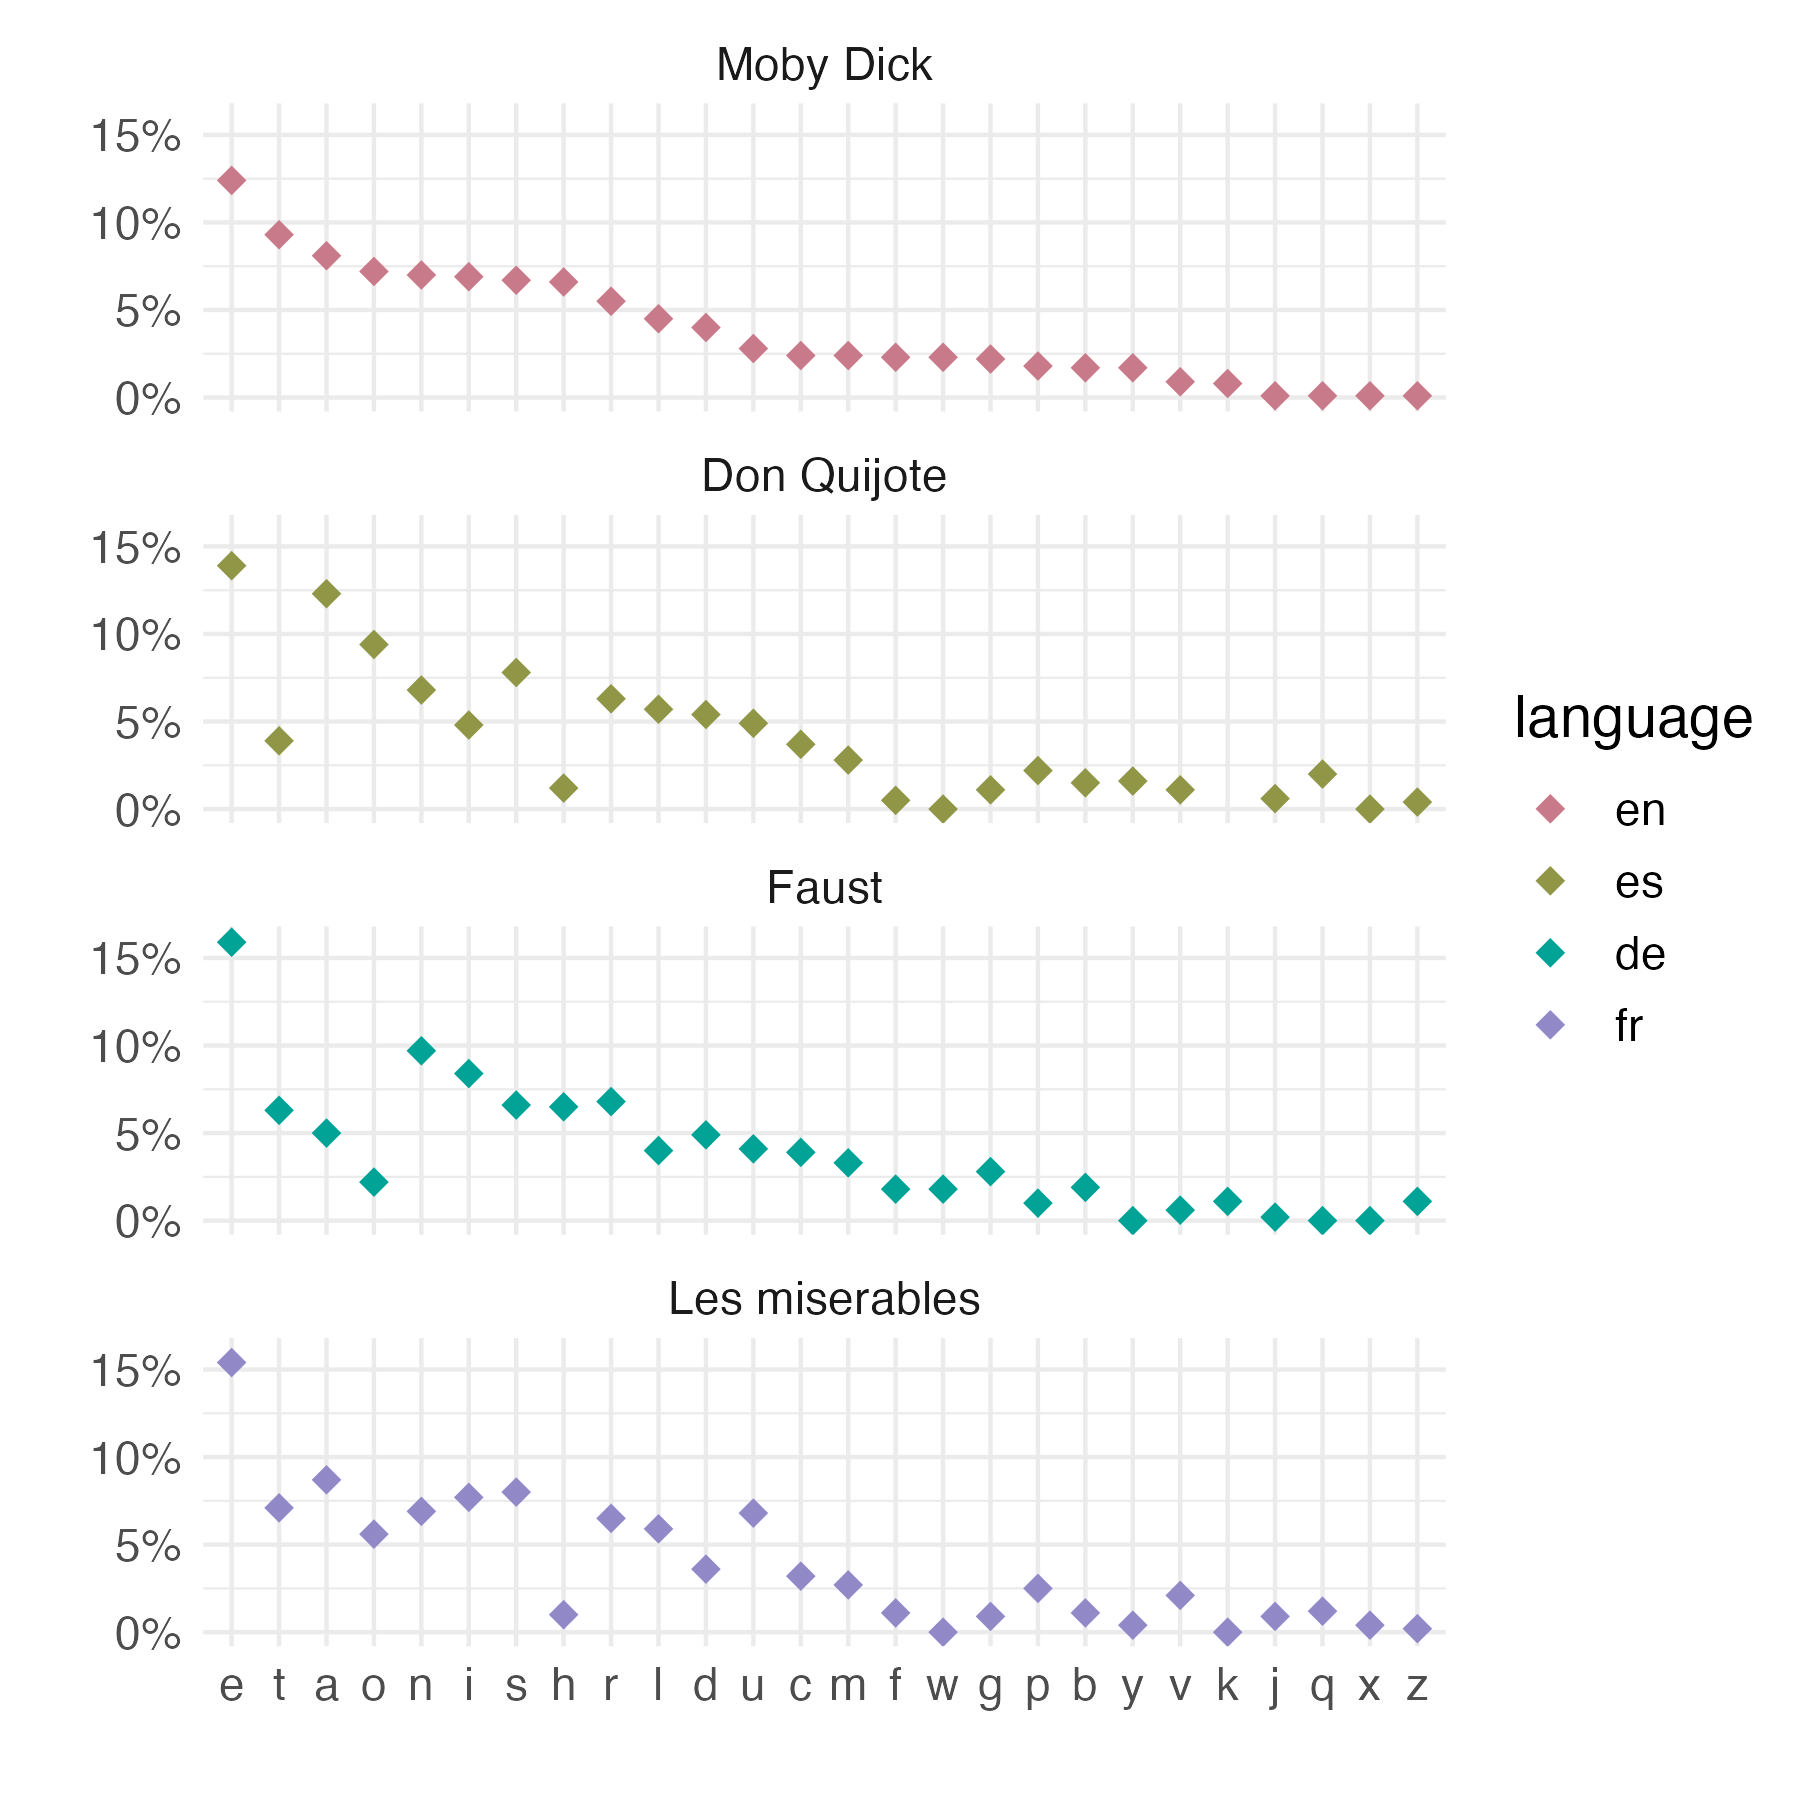 Moby Dick
15%
10%
5%
0%
Don Quijote
15%
10%
5%
0%
Faust
15%
10%
5%
0%
Les miserables
15%
10%
5%
0%
e t a o n i s h r l d u c m f w g p b y v k j q x z
language
en
es
de
fr